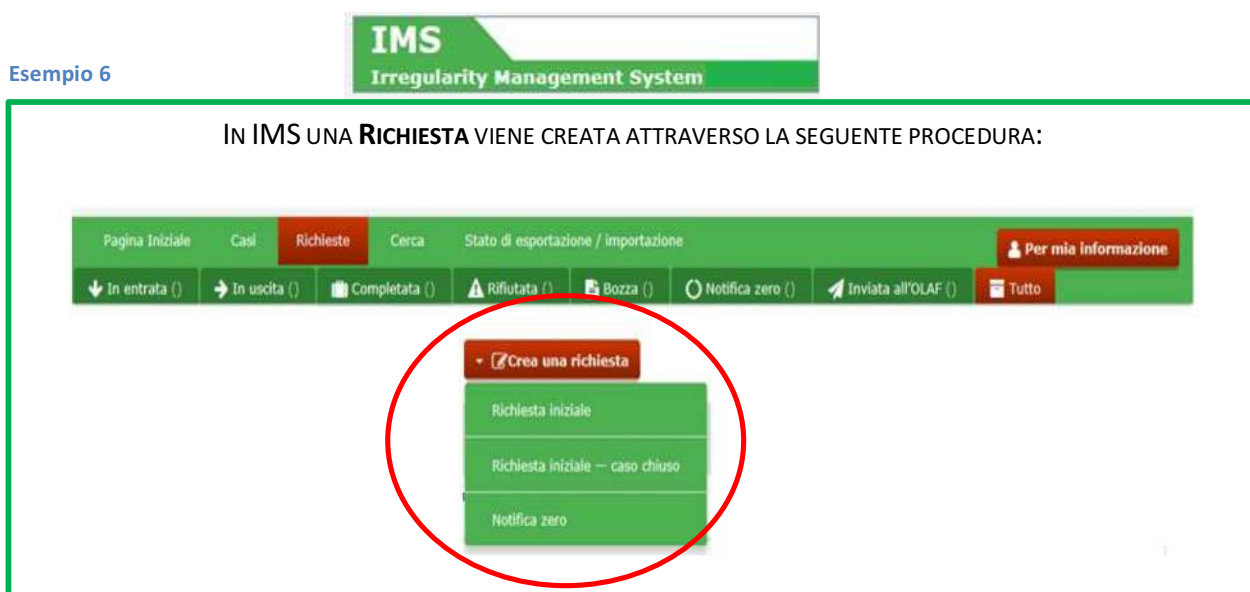 IMS
Irregularity Management System
Esempio 6
IN IMS UNA RICHIESTA VIENE CREATA ATTRAVERSO LA SEGUENTE PROCEDURA:
Pagina Iniziale Casi Richieste Cerca Stato di esportazione / importazione Per mia informazione
In entrata () In uscita () Completata () Rifiutata () Bozza () Notifica zero () Inviata all'OLAF () Tutto
Crea una richiesta
Richiesta iniziale
Richiesta iniziale — caso chiuso
Notifica zero